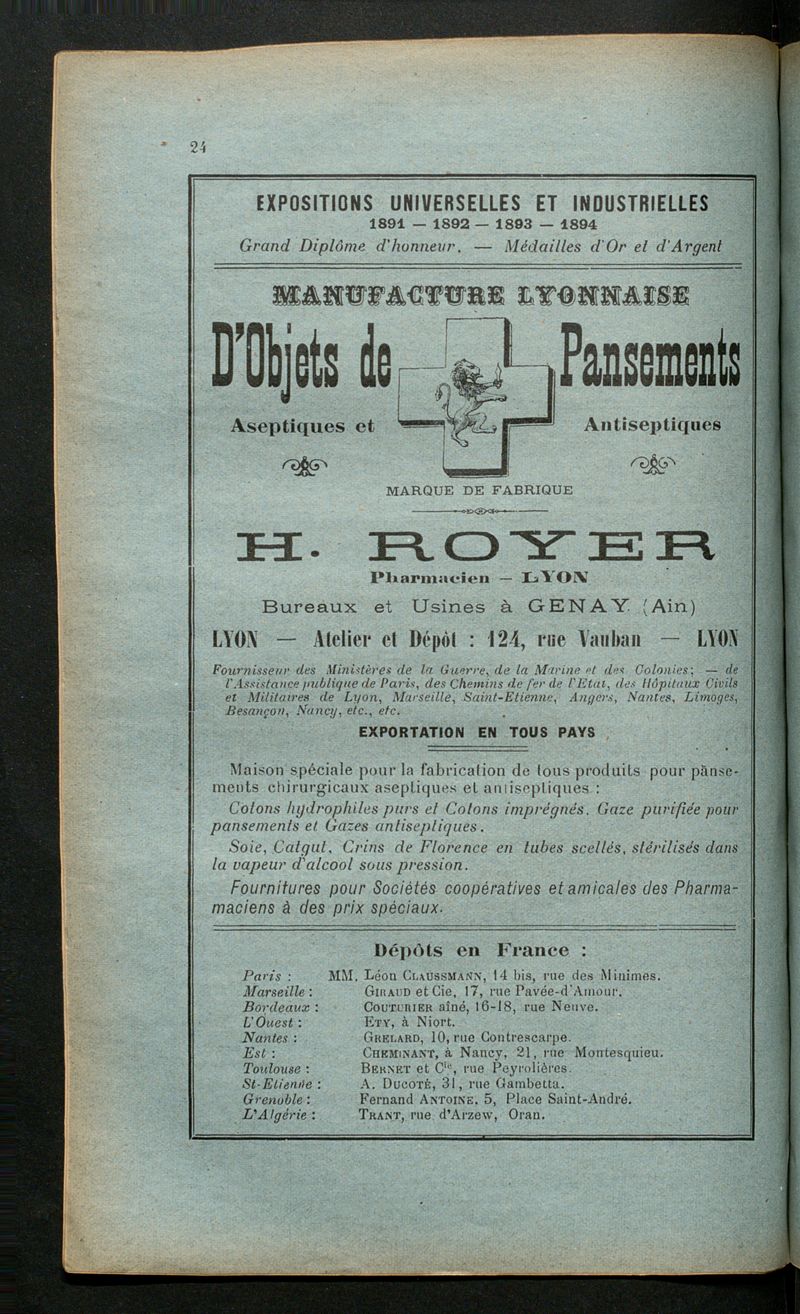 24
EXPOSITIONS UNIVERSELLES ET INDUSTRIELLES
1891 — 1892 — 1893 — 1894
Grand Diplôme d'honneur. — Médailles d'Or et d'Argent
MANUFACTURE LYONNAISE
D'Objets de Pansements
Aseptiques et Antiseptiques
MARQUE DE FABRIQUE
H. ROYER
Pharmacien — LYON
Bureaux et Usines à GENAY (Ain)
LYON — Atelier et Dépôt : 124, rue Vauban — LYON
Fournisseur des Ministères de la Guerre, de la Marine et des Colonies; — de
l'Assistance publique de Paris, des Chemins de fer de l'Etat, des Hôpitaux Civils
et Militaires de Lyon, Marseille, Saint-Etienne, Angers, Nantes, Limoges,
Besançon, Nancy, etc., etc.
EXPORTATION EN TOUS PAYS
Maison spéciale pour la fabrication de tous produits pour panse-
ments chirurgicaux aseptiques et antiseptiques :
Cotons hydrophiles purs et Cotons imprégnés. Gaze purifiée pour
pansements et Gazes antiseptiques.
Soie, Catgut, Crins de Florence en tubes scellés, stérilisés dans
la vapeur d'alcool sous pression.
Fournitures pour Sociétés coopératives et amicales des Pharma-
maciens à des prix spéciaux.
Dépôts en France :
Paris : MM. Léon CLAUSSMANN, 14 bis, rue des Minimes.
Marseille : GIRAUD et Cie, 17, rue Pavée-d'Amour.
Bordeaux : COUTURIER aîné, 16-18, rue Neuve.
L'Ouest : ETY, à Niort.
Nantes : GRELARD, 10, rue Contrescarpe.
Est : CHEMINANT, à Nancy, 21, rue Montesquieu.
Toulouse : BERNET et Cie, rue Peyrolières.
St-Etienne : A. DUCOTÉ, 31, rue Gambetta.
Grenoble : Fernand ANTOINE, 5, Place Saint-André.
L'Algérie : TRANT, rue d'Arzew, Oran.